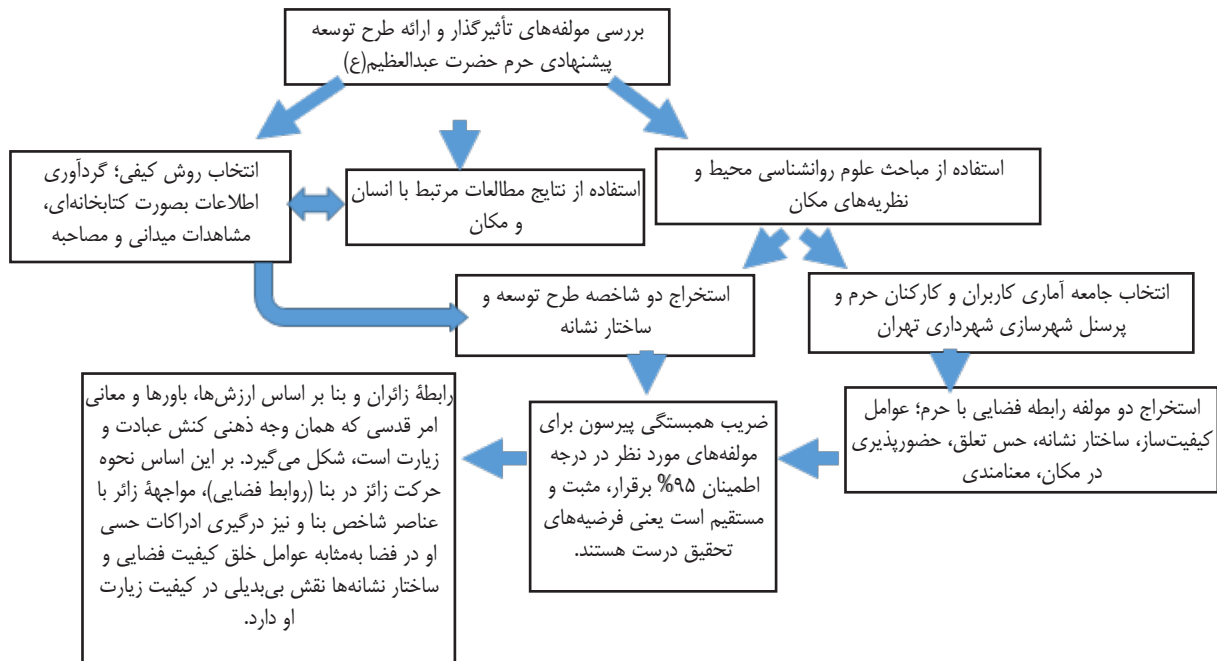 بررسی مولفه‌های تأثیرگذار و ارائه طرح توسعه
پیشنهادی حرم حضرت عبدالعظیم(ع)
استفاده از مباحث علوم روانشناسی محیط و
نظریه‌های مکان
استفاده از نتایج مطالعات مرتبط با انسان
و مکان
انتخاب روش کیفی؛ گردآوری
اطلاعات بصورت کتابخانه‌ای،
مشاهدات میدانی و مصاحبه
انتخاب جامعه آماری کاربران و کارکنان حرم و
پرسنل شهرسازی شهرداری تهران
استخراج دو شاخصه طرح توسعه و
ساختار نشانه
استخراج دو مولفه رابطه فضایی با حرم؛ عوامل
کیفیت‌ساز، ساختار نشانه، حس تعلق، حضورپذیری
در مکان، معنامندی
ضریب همبستگی پیرسون برای
مولفه‌های مورد نظر در درجه
اطمینان ۹۵% برقرار، مثبت و
مستقیم است یعنی فرضیه‌های
تحقیق درست هستند.
رابطهٔ زائران و بنا بر اساس ارزش‌ها، باورها و معانی
امر قدسی که همان وجه ذهنی کنش عبادت و
زیارت است، شکل می‌گیرد. بر این اساس نحوه
حرکت زائز در بنا (روابط فضایی)، مواجههٔ زائر با
عناصر شاخص بنا و نیز درگیری ادراکات حسی
او در فضا به‌مثابه عوامل خلق کیفیت فضایی و
ساختار نشانه‌ها نقش بی‌بدیلی در کیفیت زیارت
او دارد.